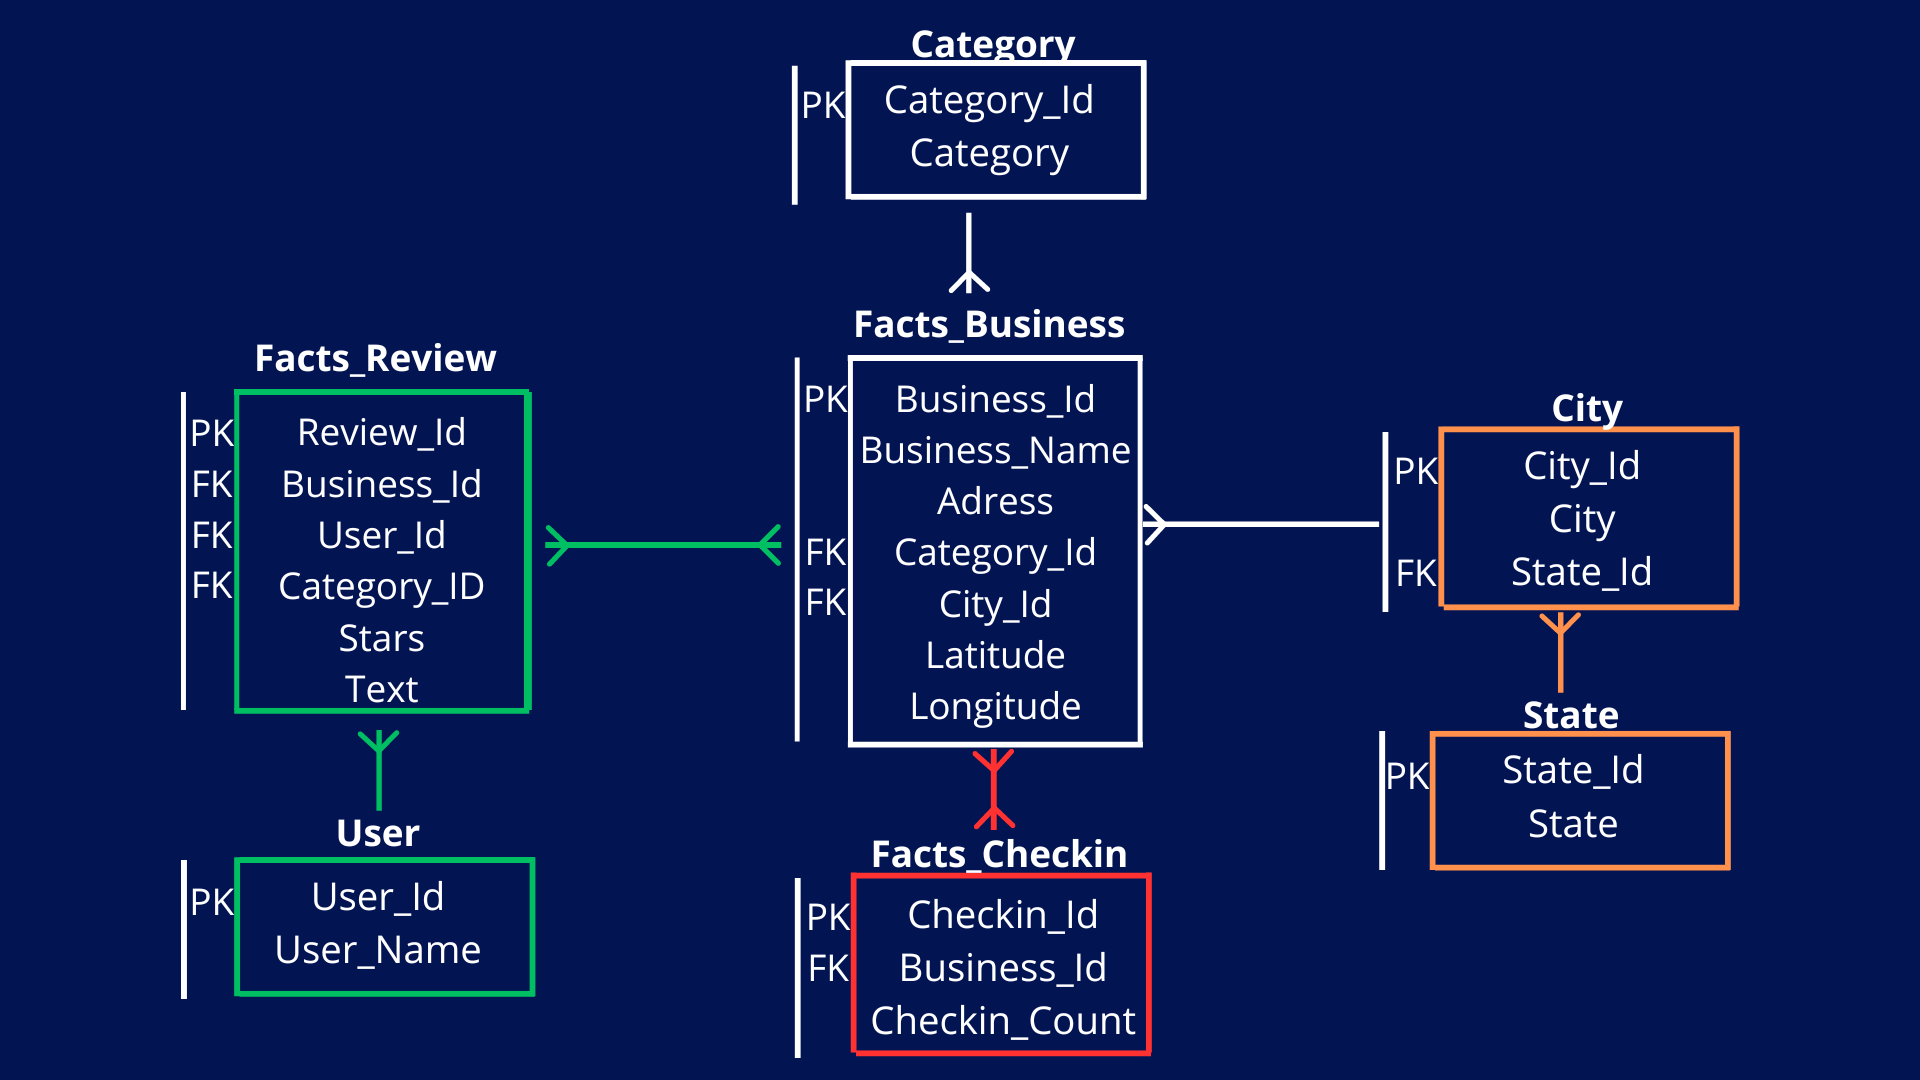 Category
PK Category_Id
Category
Facts_Business
PK Business_Id
Business_Name
Adress
FK Category_Id
FK City_Id
Latitude
Longitude
Facts_Review
PK Review_Id
FK Business_Id
FK User_Id
FK Category_ID
Stars
Text
City
PK City_Id
City
FK State_Id
State
PK State_Id
State
User
PK User_Id
User_Name
Facts_Checkin
PK Checkin_Id
FK Business_Id
Checkin_Count